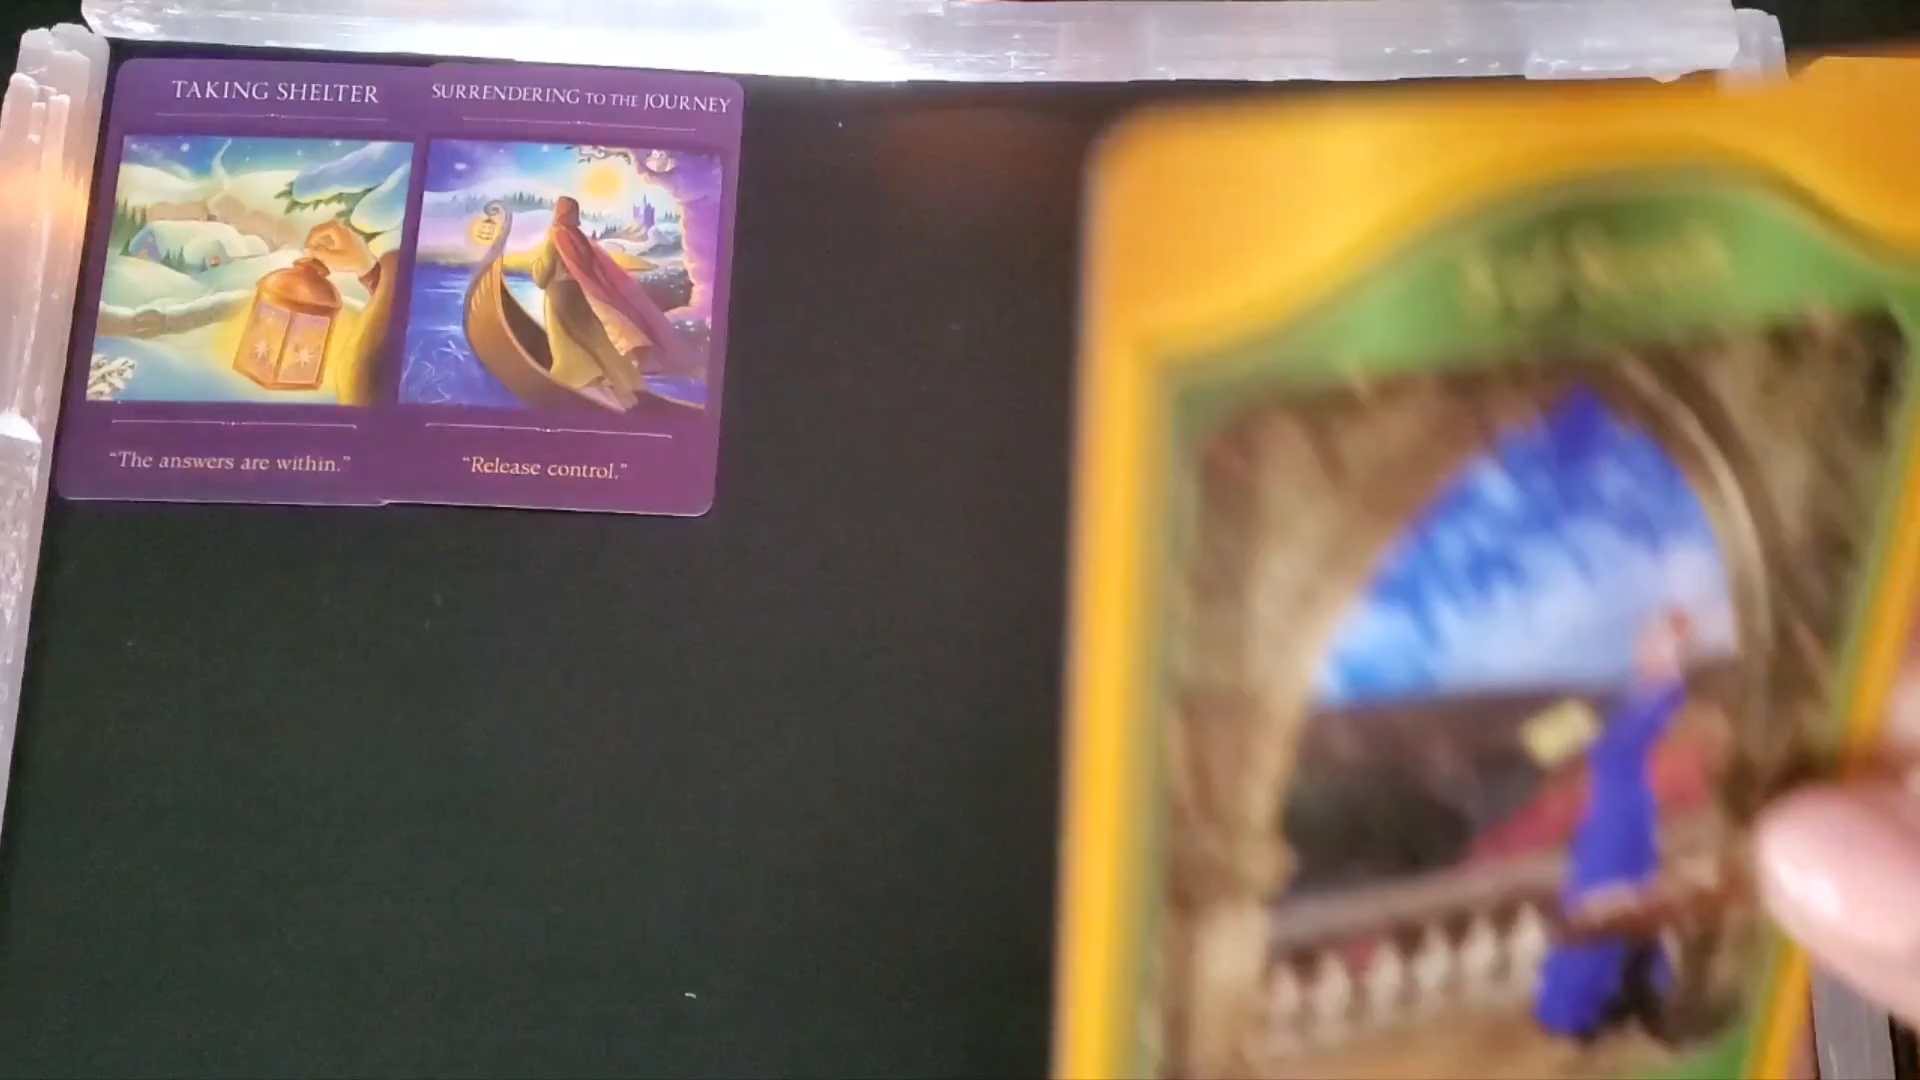 TAKING SHELTER
"The answers are within."
SURRENDERING TO THE JOURNEY
"Release control."